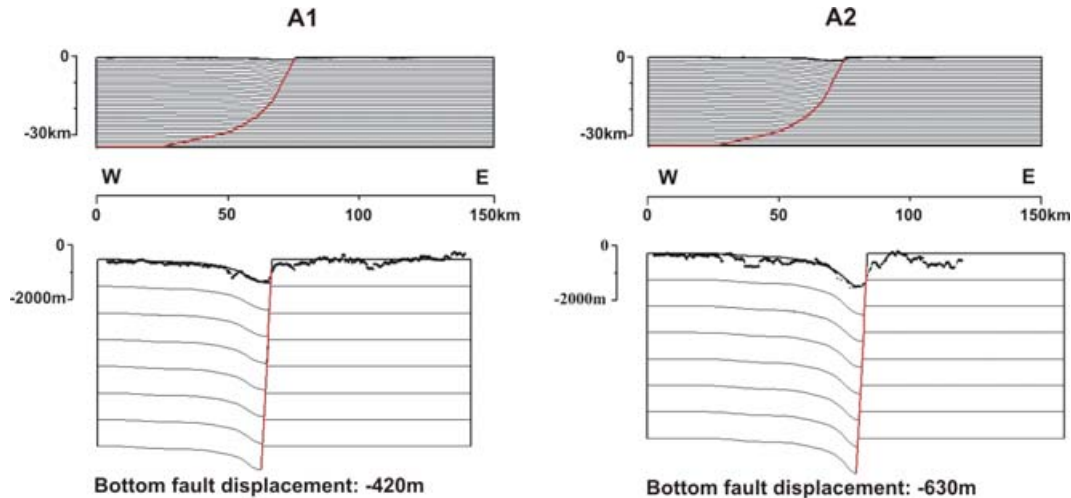 A1
A2
0
-30km
0
-30km
W E
W E
0 50 100 150km
0 50 100 150km
0
-2000m
0
-2000m
Bottom fault displacement: -420m
Bottom fault displacement: -630m